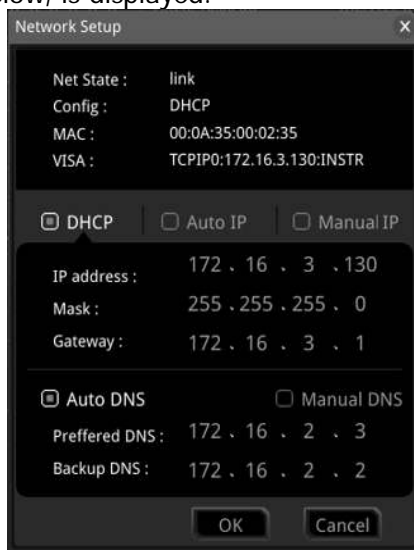 low, is displayed.
Network Setup X
Net State : link
Config : DHCP
MAC : 00:0A:35:00:02:35
VISA : TCPIP0:172.16.3.130:INSTR
DHCP Auto IP Manual IP
IP address : 172 . 16 . 3 . 130
Mask : 255 . 255 . 255 . 0
Gateway : 172 . 16 . 3 . 1
Auto DNS Manual DNS
Preffered DNS : 172 . 16 . 2 . 3
Backup DNS : 172 . 16 . 2 . 2
OK Cancel